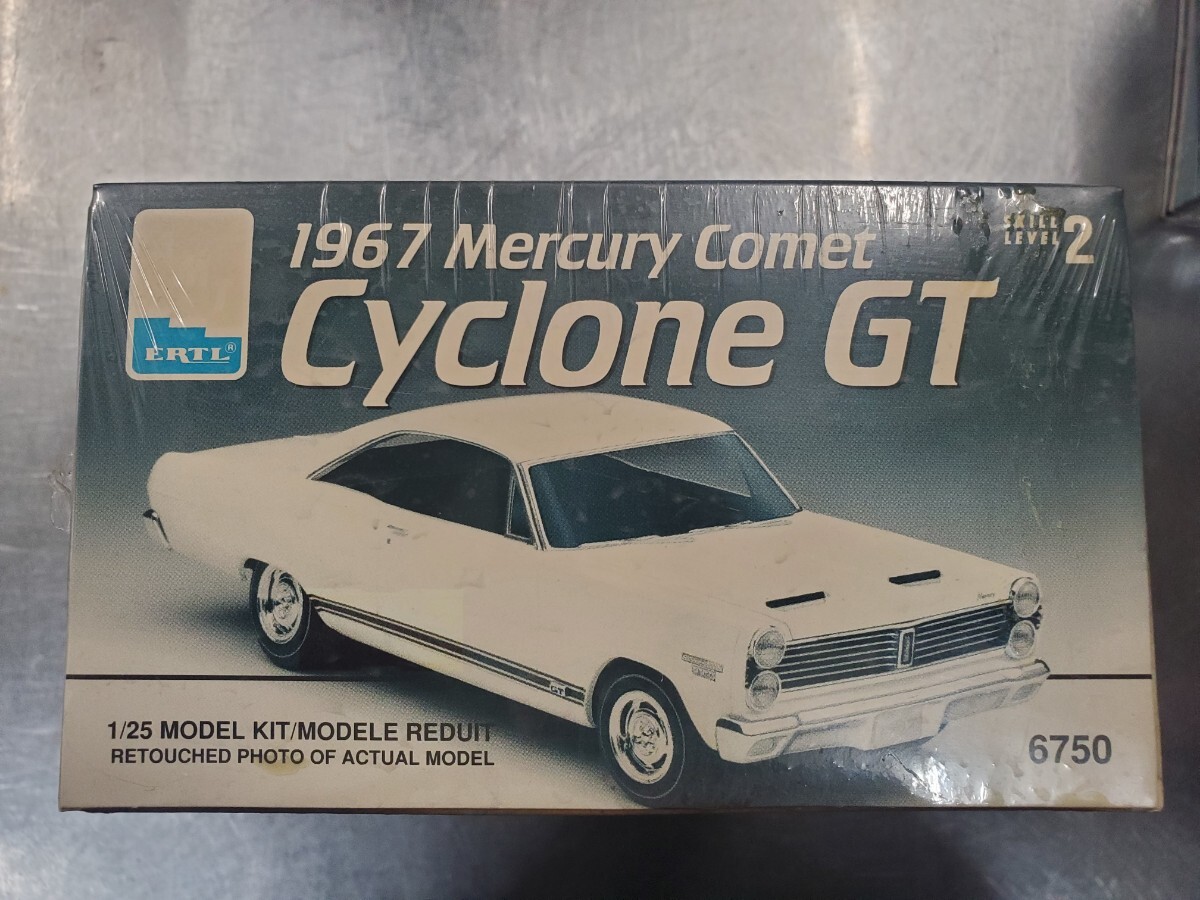 1967 Mercury Comet
Cyclone GT
SKILL
LEVEL 2
ERTL®
GT
1/25 MODEL KIT/MODELE REDUIT
RETOUCHED PHOTO OF ACTUAL MODEL
6750